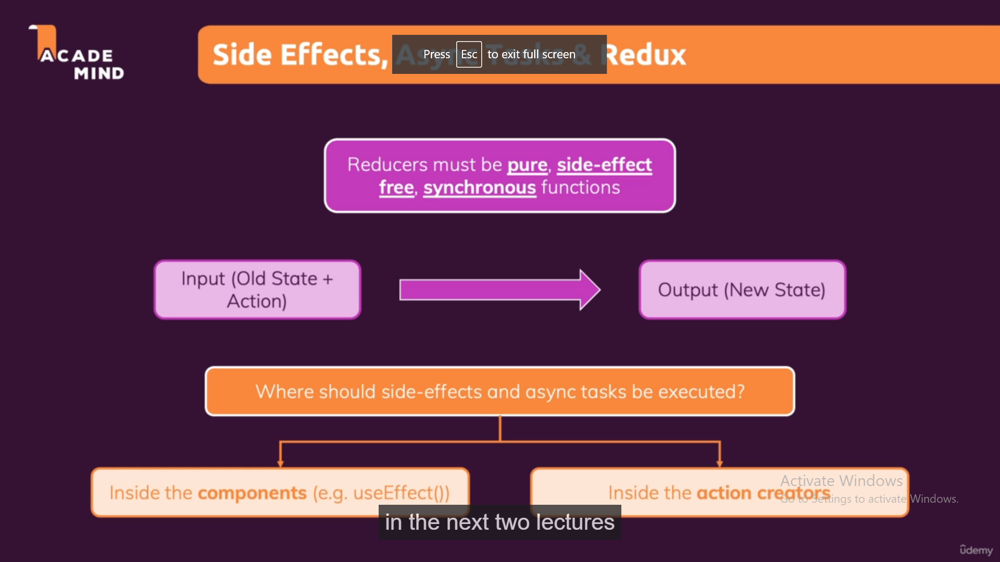 ACADE
MIND
Side Effects, Async Tasks & Redux
Press Esc to exit full screen
Reducers must be pure, side-effect
free, synchronous functions
Input (Old State +
Action)
Output (New State)
Where should side-effects and async tasks be executed?
Inside the components (e.g. useEffect())
Inside the action creators
Activate Windows
Go to Settings to activate Windows.
in the next two lectures
udemy